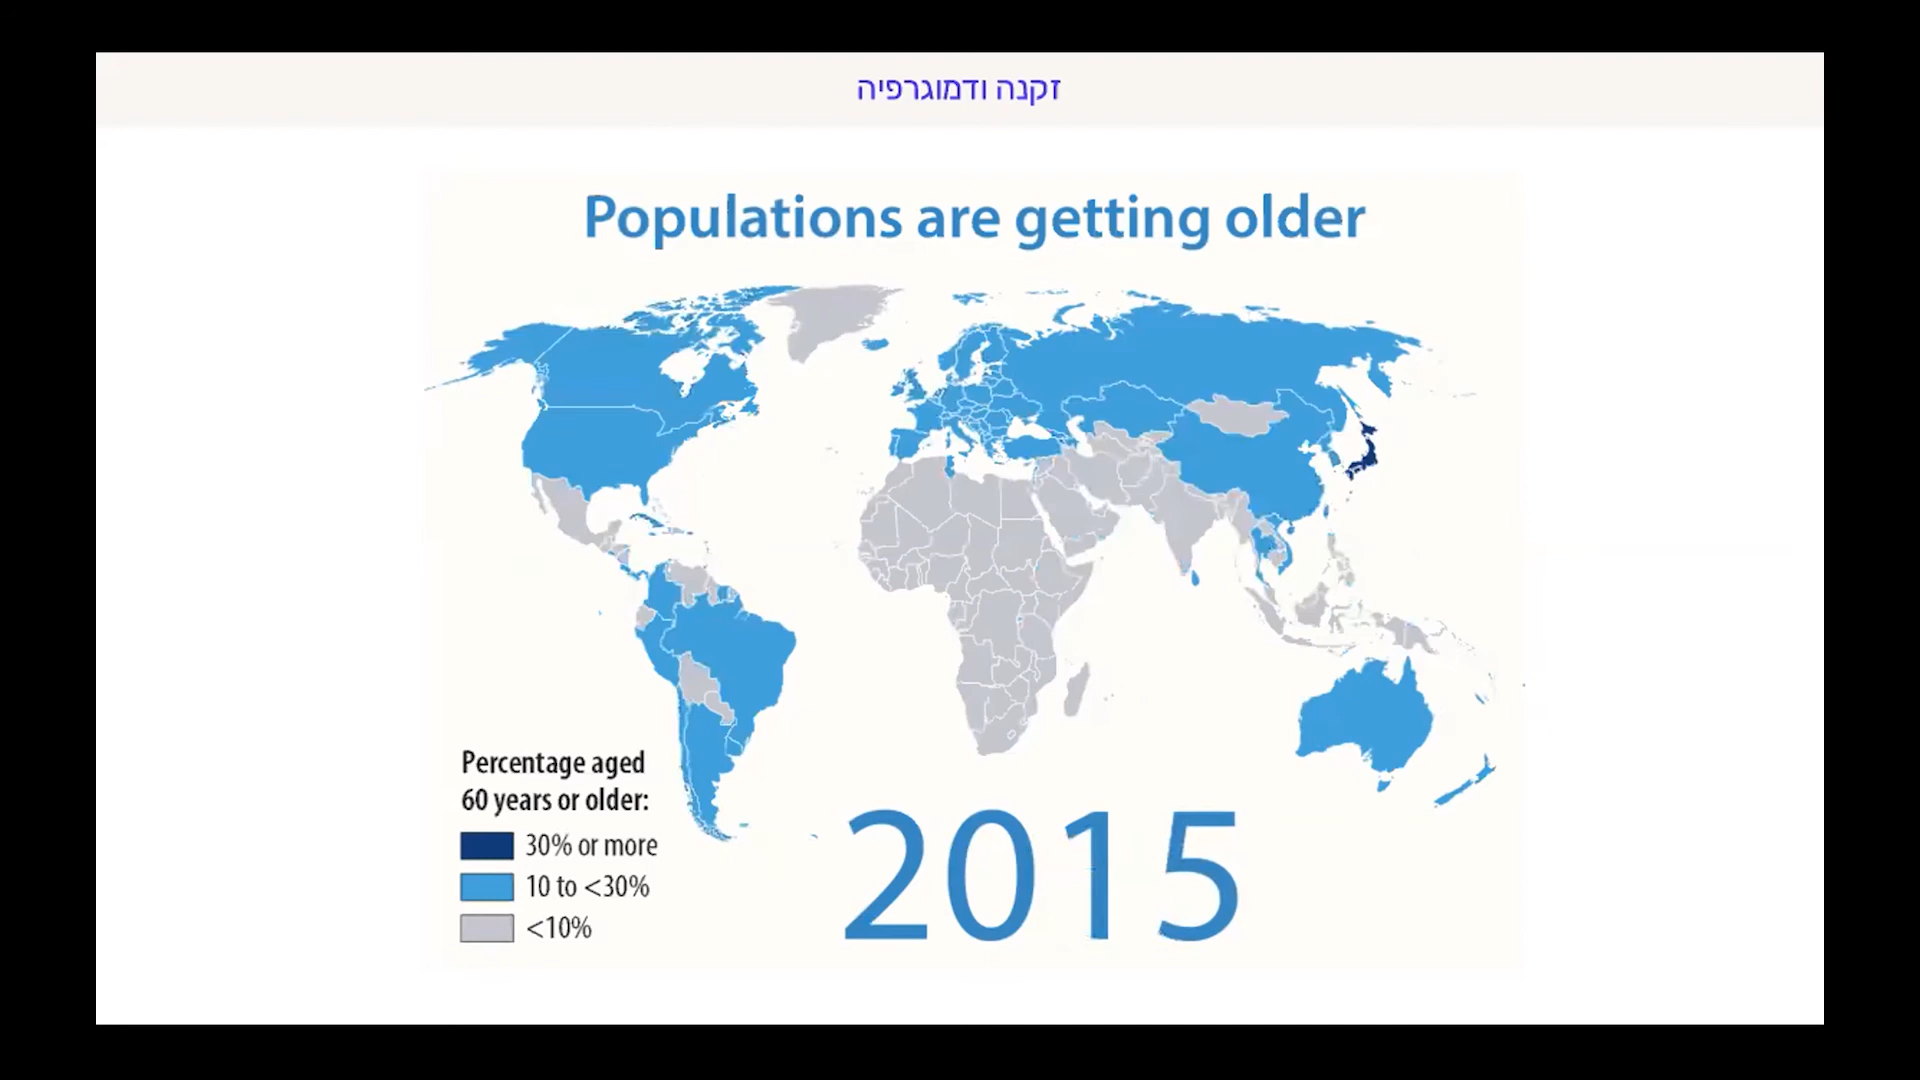 זקנה ודמוגרפיה
Populations are getting older
Percentage aged
60 years or older:
30% or more
10 to <30%
<10%
2015